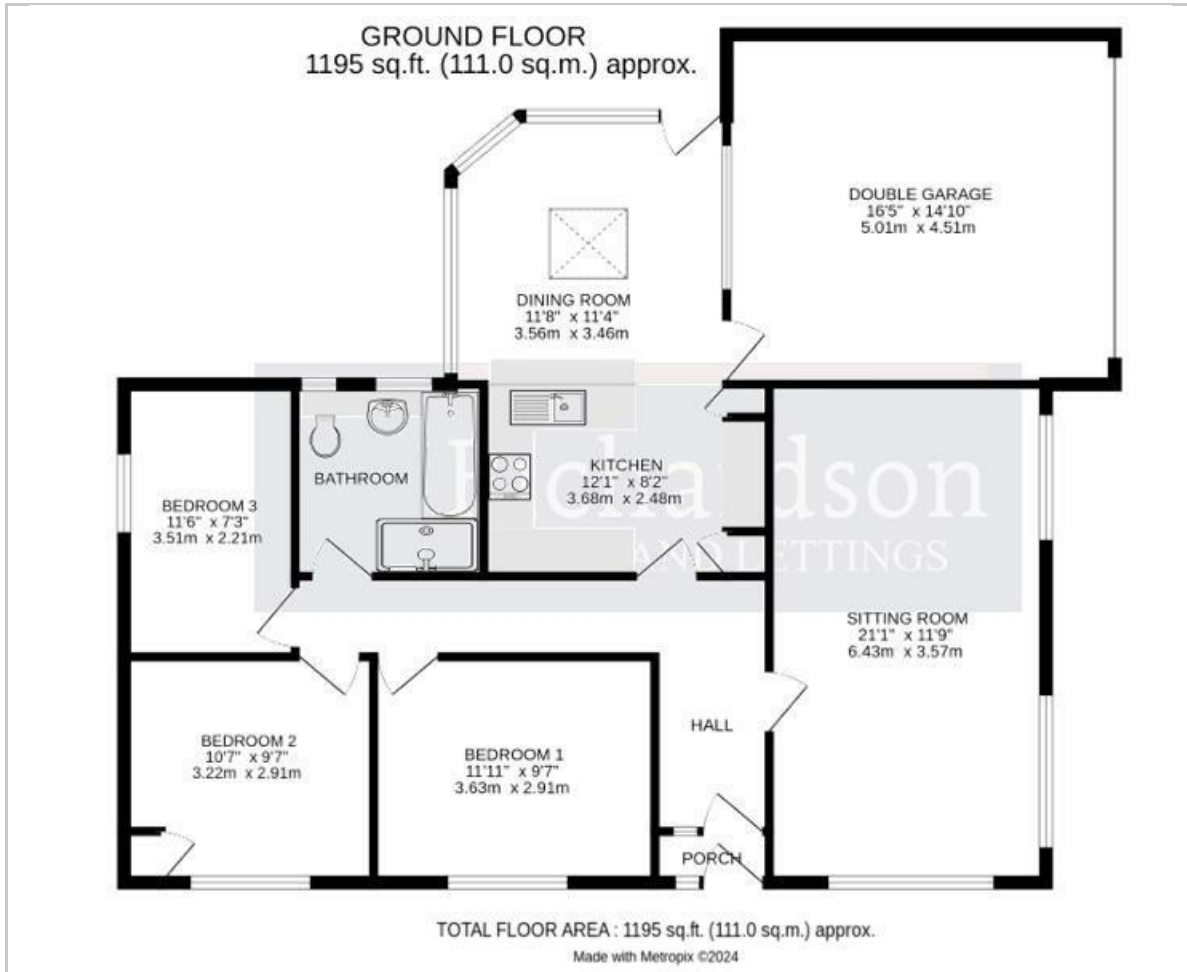 GROUND FLOOR
1195 sq.ft. (111.0 sq.m.) approx.
DOUBLE GARAGE
16'5" x 14'10"
5.01m x 4.51m
DINING ROOM
11'8" x 11'4"
3.56m x 3.46m
KITCHEN
12'1" x 8'2"
3.68m x 2.48m
BATHROOM
BEDROOM 3
11'6" x 7'3"
3.51m x 2.21m
Richardson
AND LETTINGS
SITTING ROOM
21'1" x 11'9"
6.43m x 3.57m
HALL
BEDROOM 2
10'7" x 9'7"
3.22m x 2.91m
BEDROOM 1
11'11" x 9'7"
3.63m x 2.91m
PORCH
TOTAL FLOOR AREA : 1195 sq.ft. (111.0 sq.m.) approx.
Made with Metropix ©2024